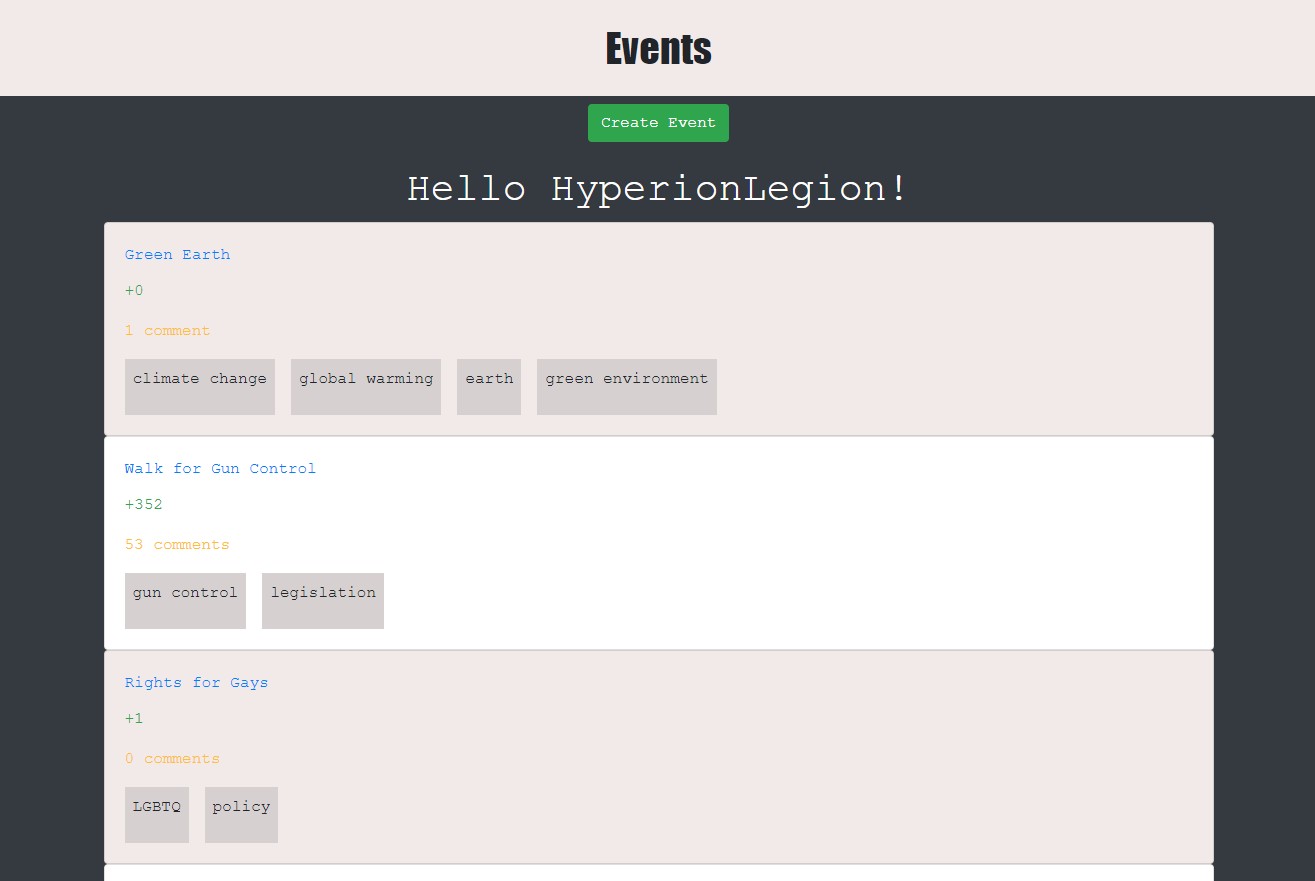 Events
Create Event
Hello HyperionLegion!
Green Earth
+0
1 comment
climate change global warming earth green environment
Walk for Gun Control
+352
53 comments
gun control legislation
Rights for Gays
+1
0 comments
LGBTQ policy